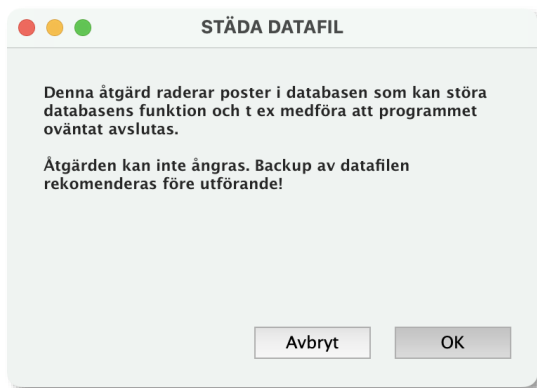 STÄDA DATAFIL
Denna åtgärd raderar poster i databasen som kan störa
databasens funktion och t ex medföra att programmet
oväntat avslutas.
Åtgärden kan inte ångras. Backup av datafilen
rekomenderas före utförande!
Avbryt
OK